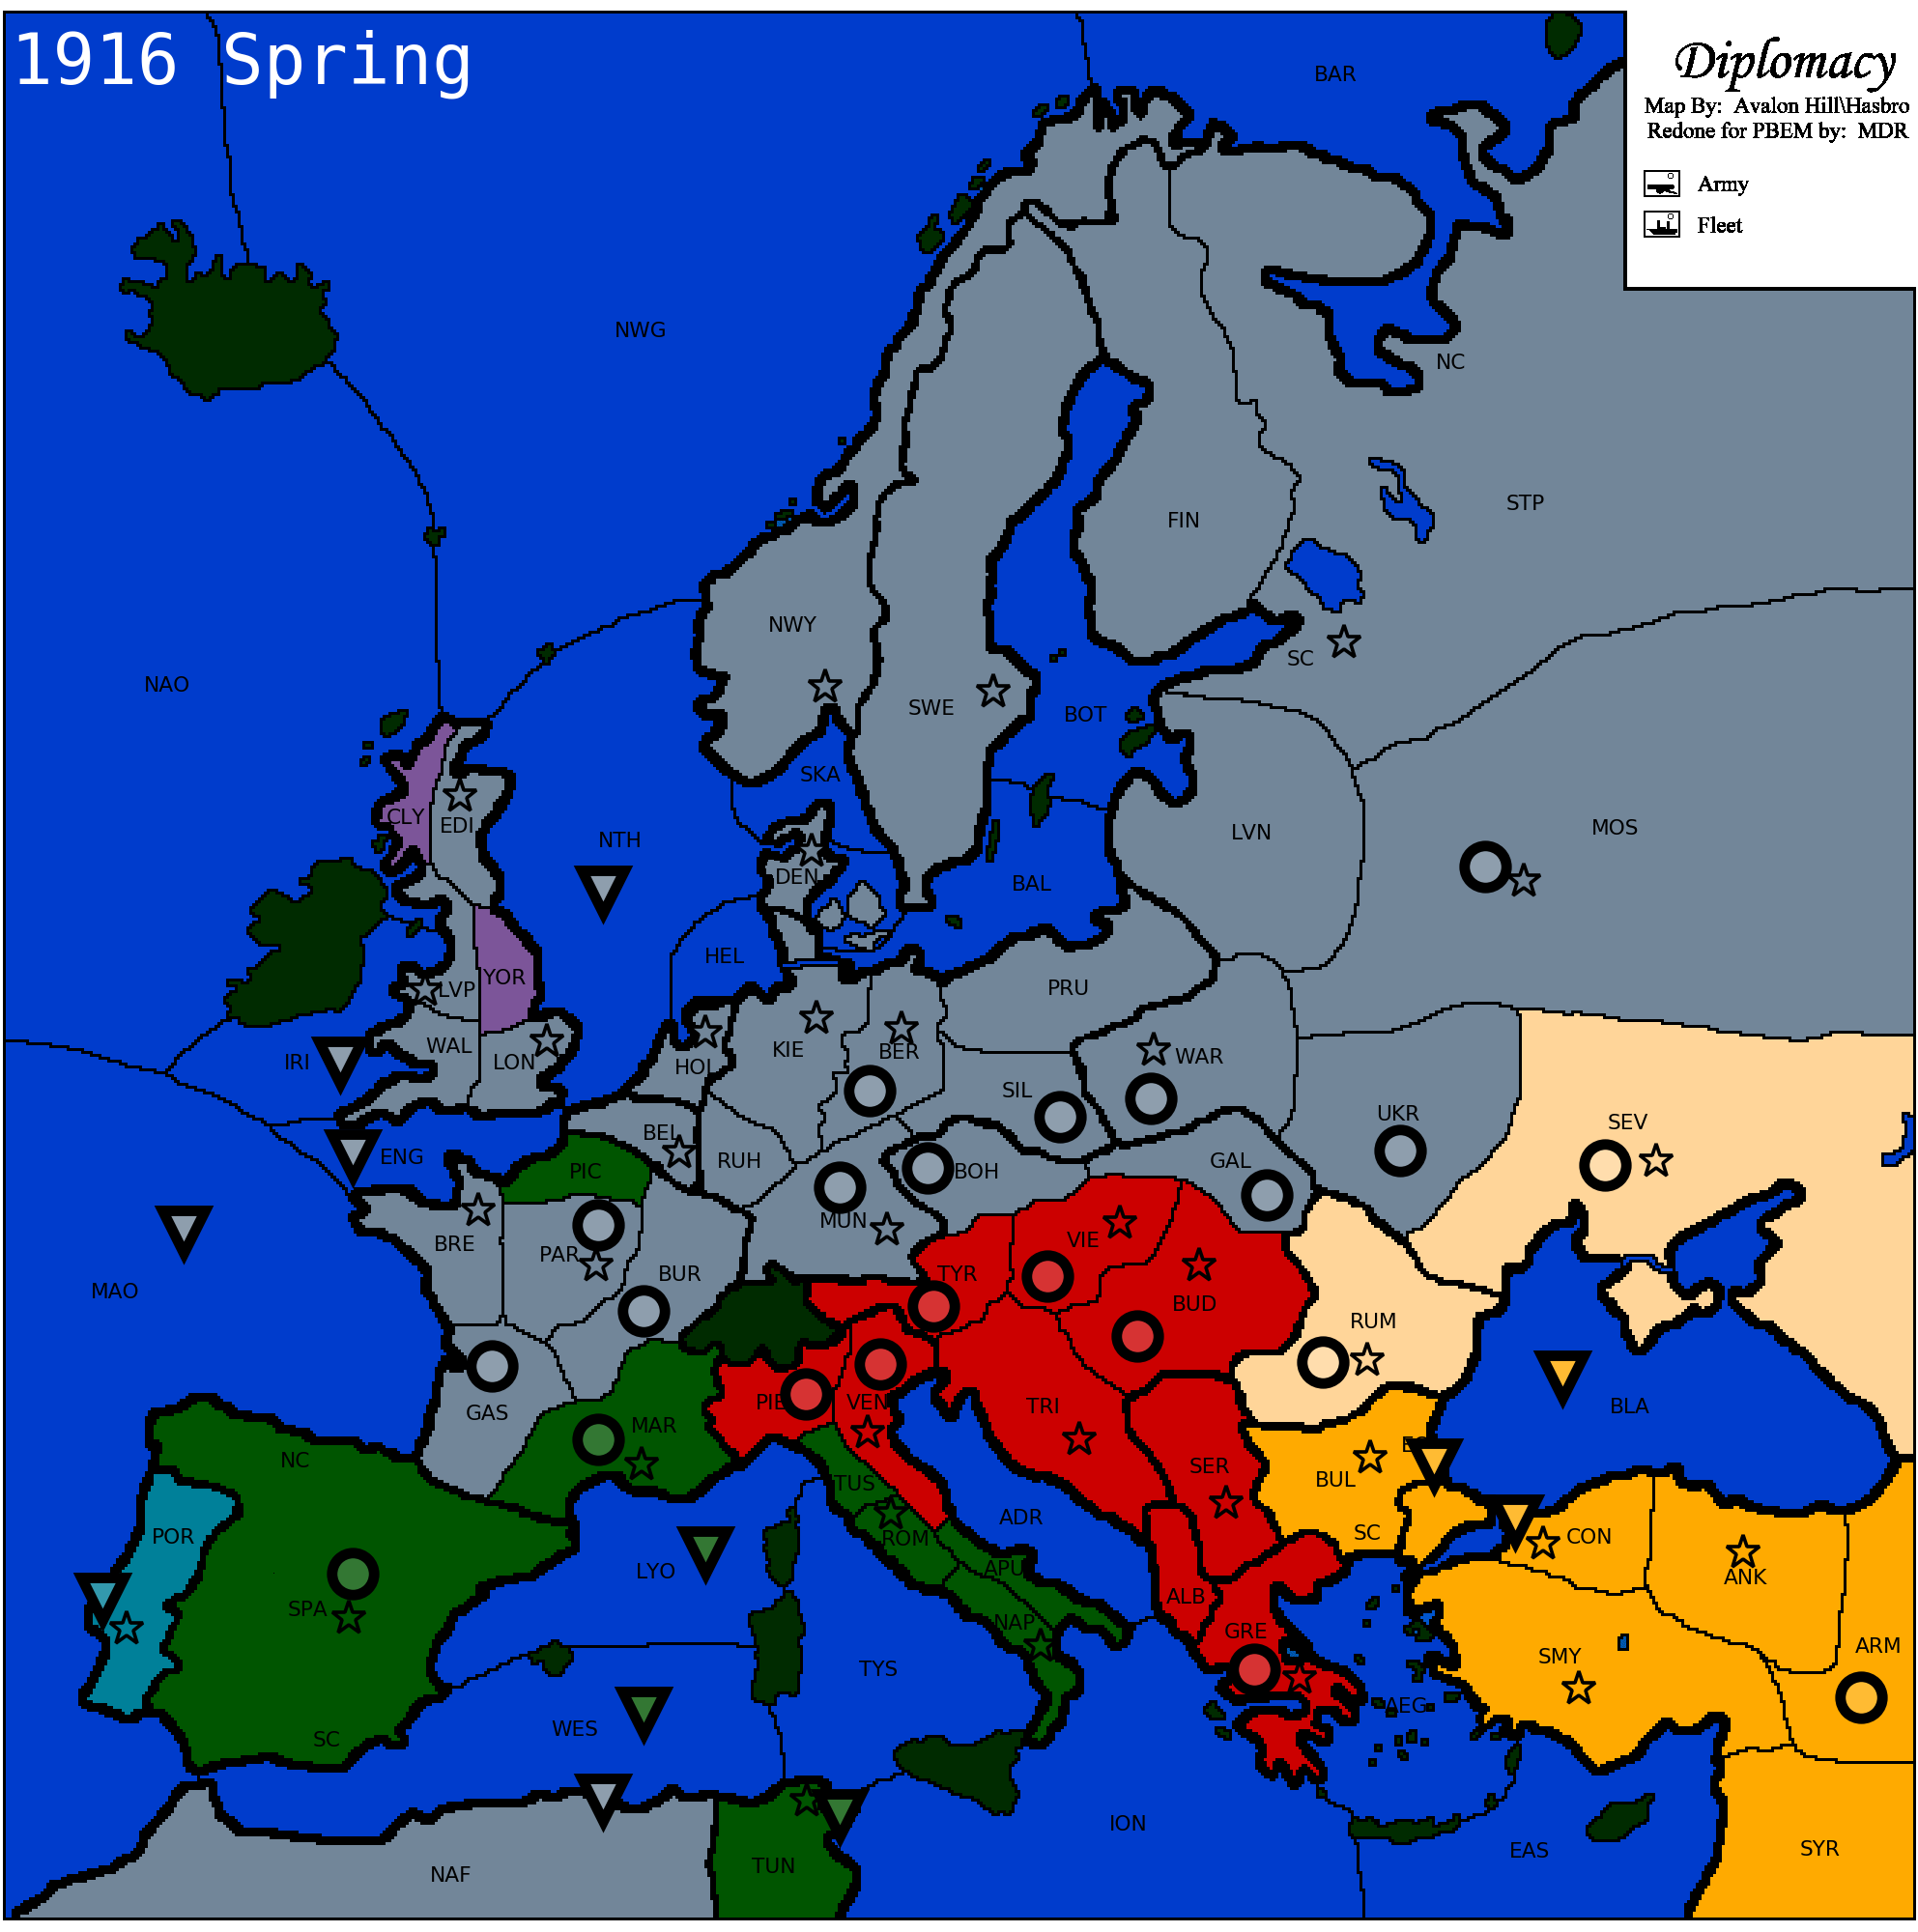 1916 Spring
Diplomacy
Map By: Avalon Hill\Hasbro
Redone for PBEM by: MDR
Army
Fleet
BAR
NWG
NC
STP
FIN
NWY
SC
NAO
SWE
BOT
SKA
CLY
EDI
NTH
LVN
MOS
DEN
BAL
HEL
YOR
LVP
PRU
IRI
WAL
LON
HOL
KIE
BER
SIL
WAR
UKR
SEV
ENG
BEL
PIC
RUH
BOH
GAL
MUN
BRE
PAR
BUR
VIE
TYR
MAO
BUD
RUM
GAS
MAR
PIE
VEN
TRI
BLA
NC
TUS
SER
BUL
POR
ROM
ADR
SC
CON
LYO
APU
ANK
SPA
NAP
ALB
GRE
SMY
ARM
TYS
WES
AEG
SC
ION
EAS
SYR
NAF
TUN